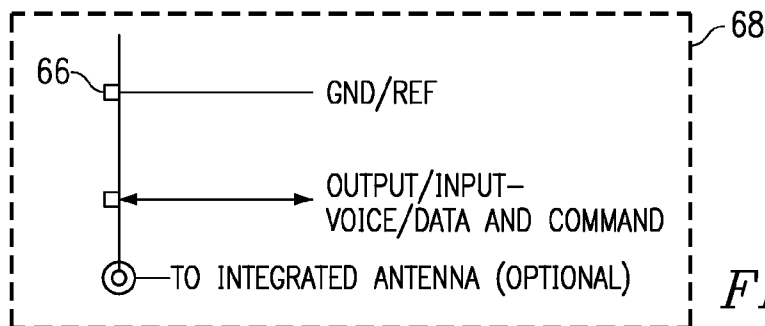 68
66
GND/REF
OUTPUT/INPUT-
VOICE/DATA AND COMMAND
TO INTEGRATED ANTENNA (OPTIONAL)